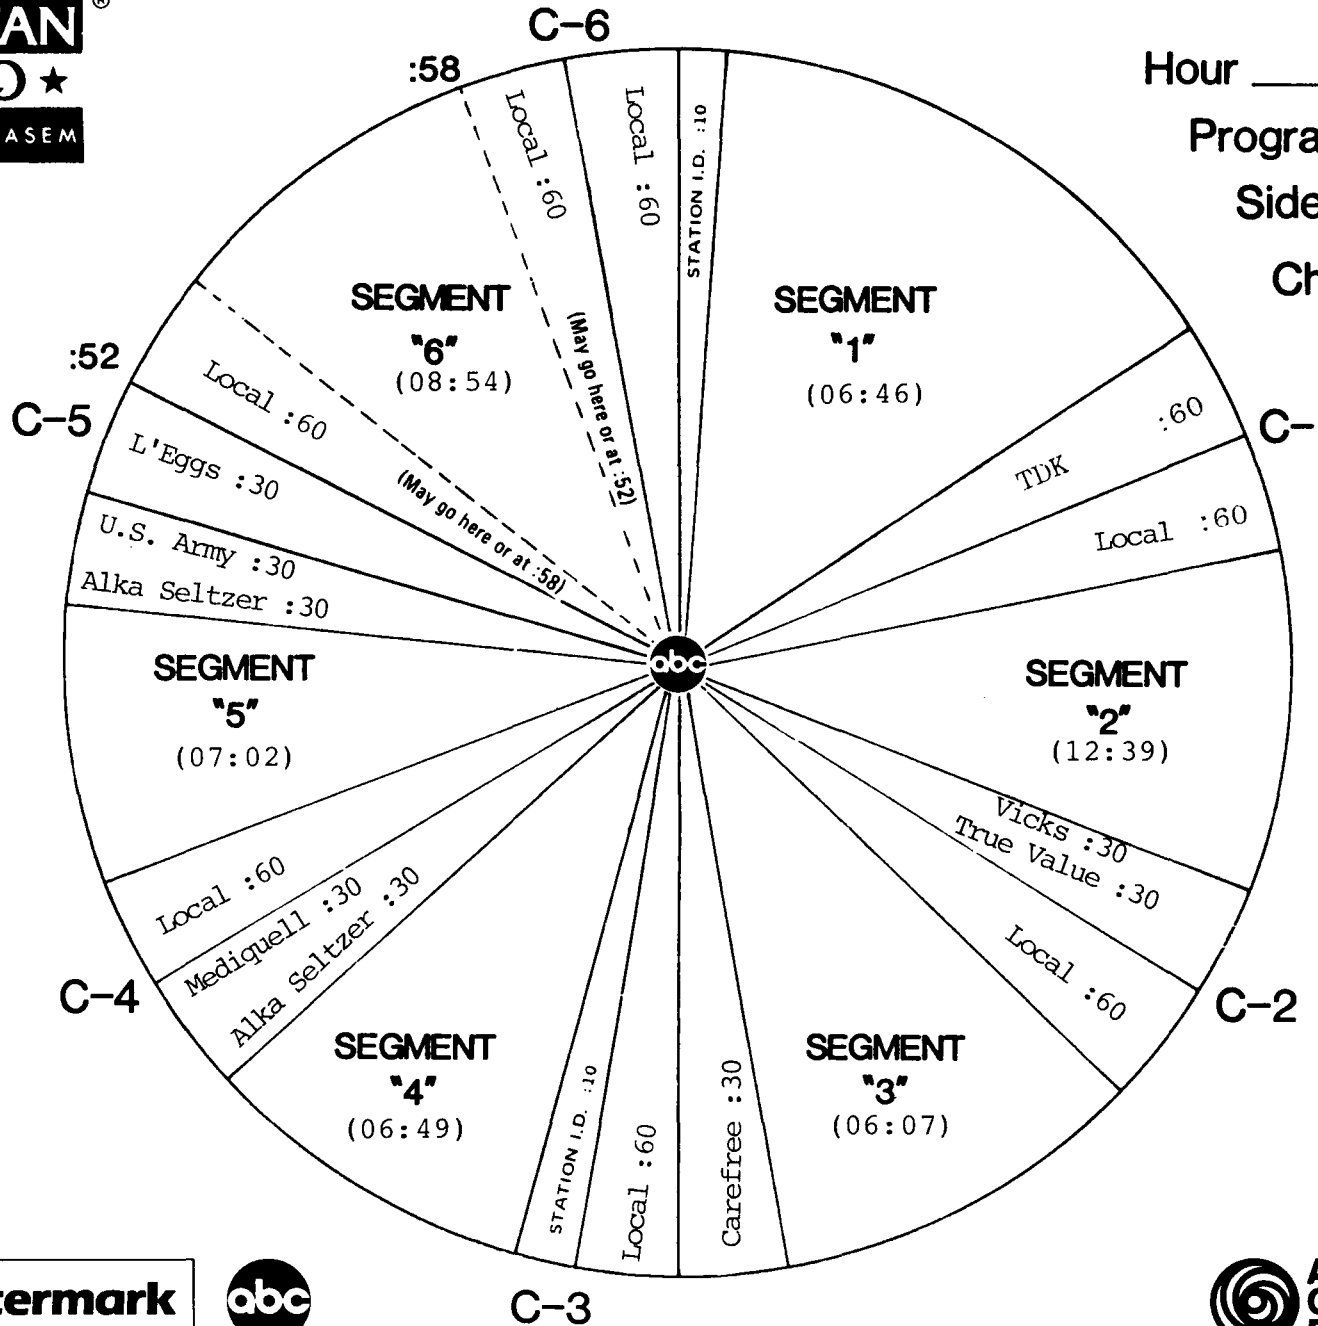 AN ®
ASEM
C-6
:58
Hour
Progra
Side
Ch
Local :60
Local :60
STATION I.D. :10
SEGMENT
"1"
(06:46)
TDK :60
C-
Local :60
SEGMENT
"2"
(12:39)
Vicks :30
True Value :30
C-2
Local :60
SEGMENT
"3"
(06:07)
Carefree :30
C-3
Local :60
STATION I.D. :10
SEGMENT
"4"
(06:49)
Alka Seltzer :30
Mediquell :30
C-4
Local :60
SEGMENT
"5"
(07:02)
Alka Seltzer :30
U.S. Army :30
L'Eggs :30
C-5
:52
Local :60
(May go here or at :58)
SEGMENT
"6"
(08:54)
(May go here or at :52)
abc
termark
abc